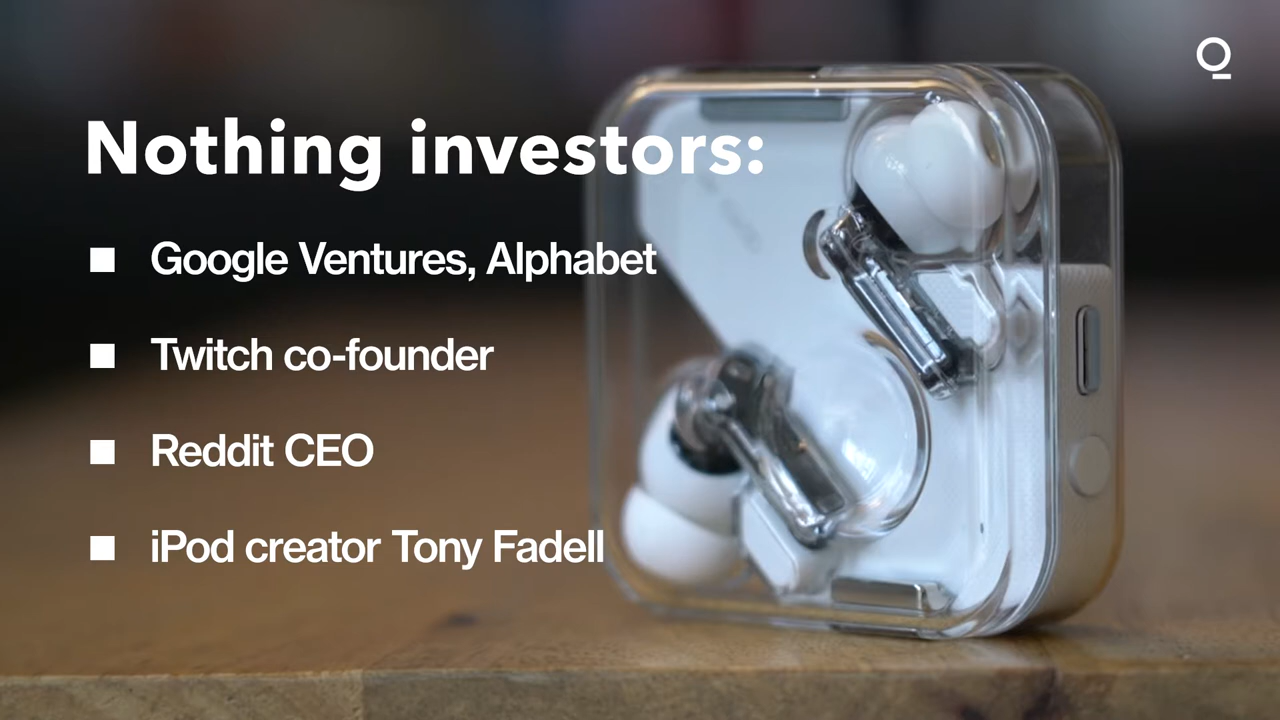 Nothing investors:
Google Ventures, Alphabet
Twitch co-founder
Reddit CEO
iPod creator Tony Fadell